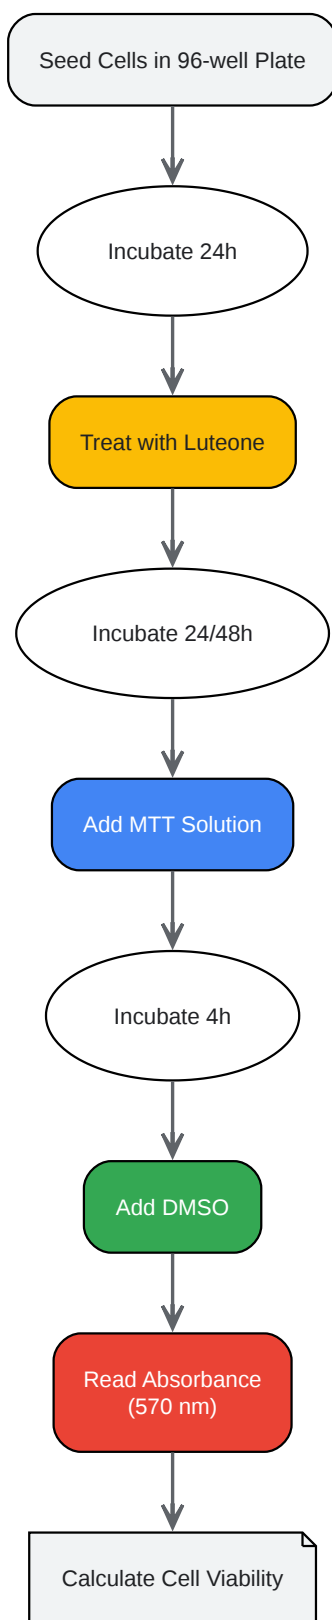 Seed Cells in 96-well Plate
Incubate 24h
Treat with Luteone
Incubate 24/48h
Add MTT Solution
Incubate 4h
Add DMSO
Read Absorbance
(570 nm)
Calculate Cell Viability